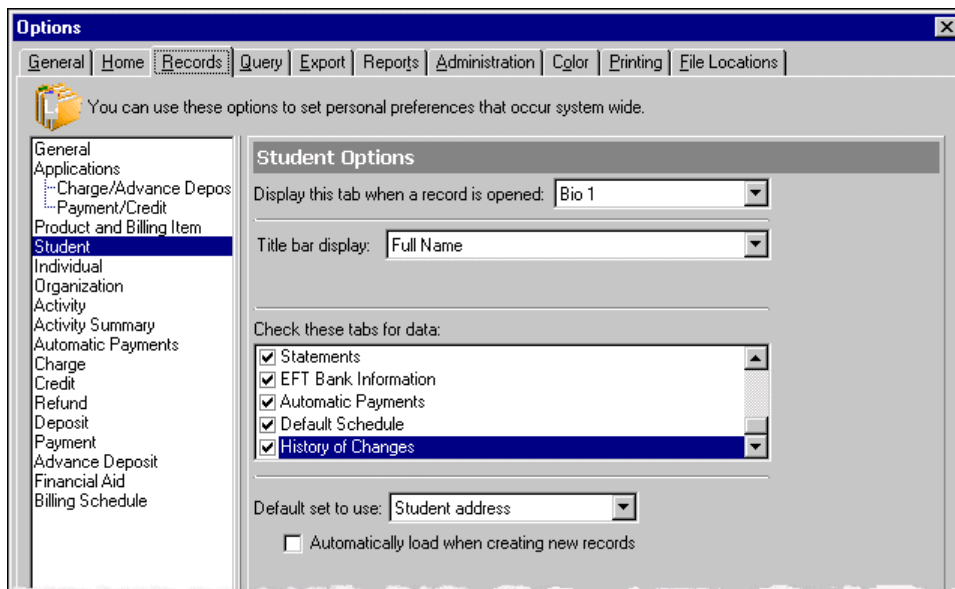 Options
General Home Records Query Export Reports Administration Color Printing File Locations
You can use these options to set personal preferences that occur system wide.
General
Applications
Charge/Advance Depos
Payment/Credit
Product and Billing Item
Student
Individual
Organization
Activity
Activity Summary
Automatic Payments
Charge
Credit
Refund
Deposit
Payment
Advance Deposit
Financial Aid
Billing Schedule
Student Options
Display this tab when a record is opened: Bio 1
Title bar display: Full Name
Check these tabs for data:
Statements
EFT Bank Information
Automatic Payments
Default Schedule
History of Changes
Default set to use: Student address
Automatically load when creating new records